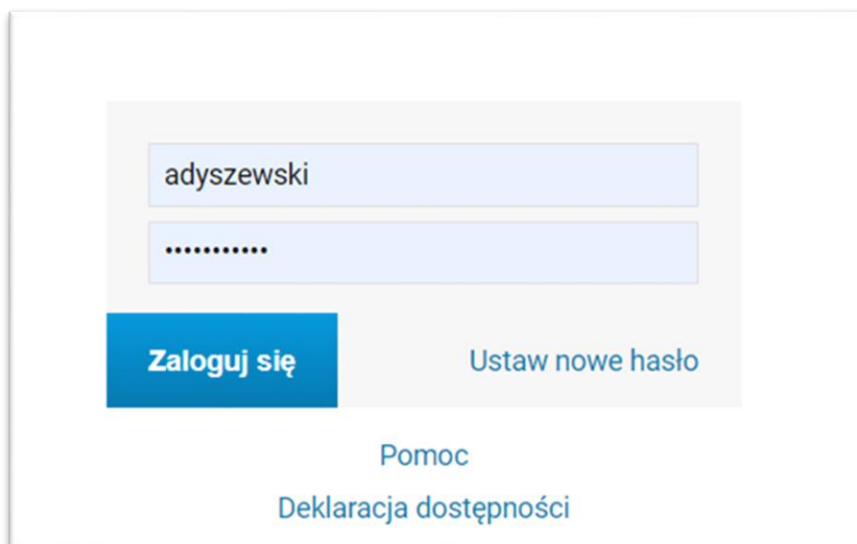 adyszewski
•••••••••••
Zaloguj się
Ustaw nowe hasło
Pomoc
Deklaracja dostępności